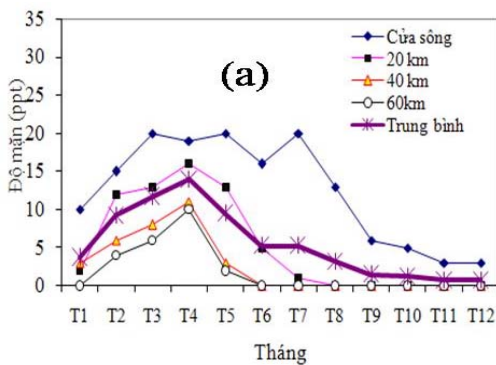 (a)
Độ mặn (ppt)
35
30
25
20
15
10
5
0
T1 T2 T3 T4 T5 T6 T7 T8 T9 T10 T11 T12
Tháng
Cửa sông
20 km
40 km
60km
Trung bình